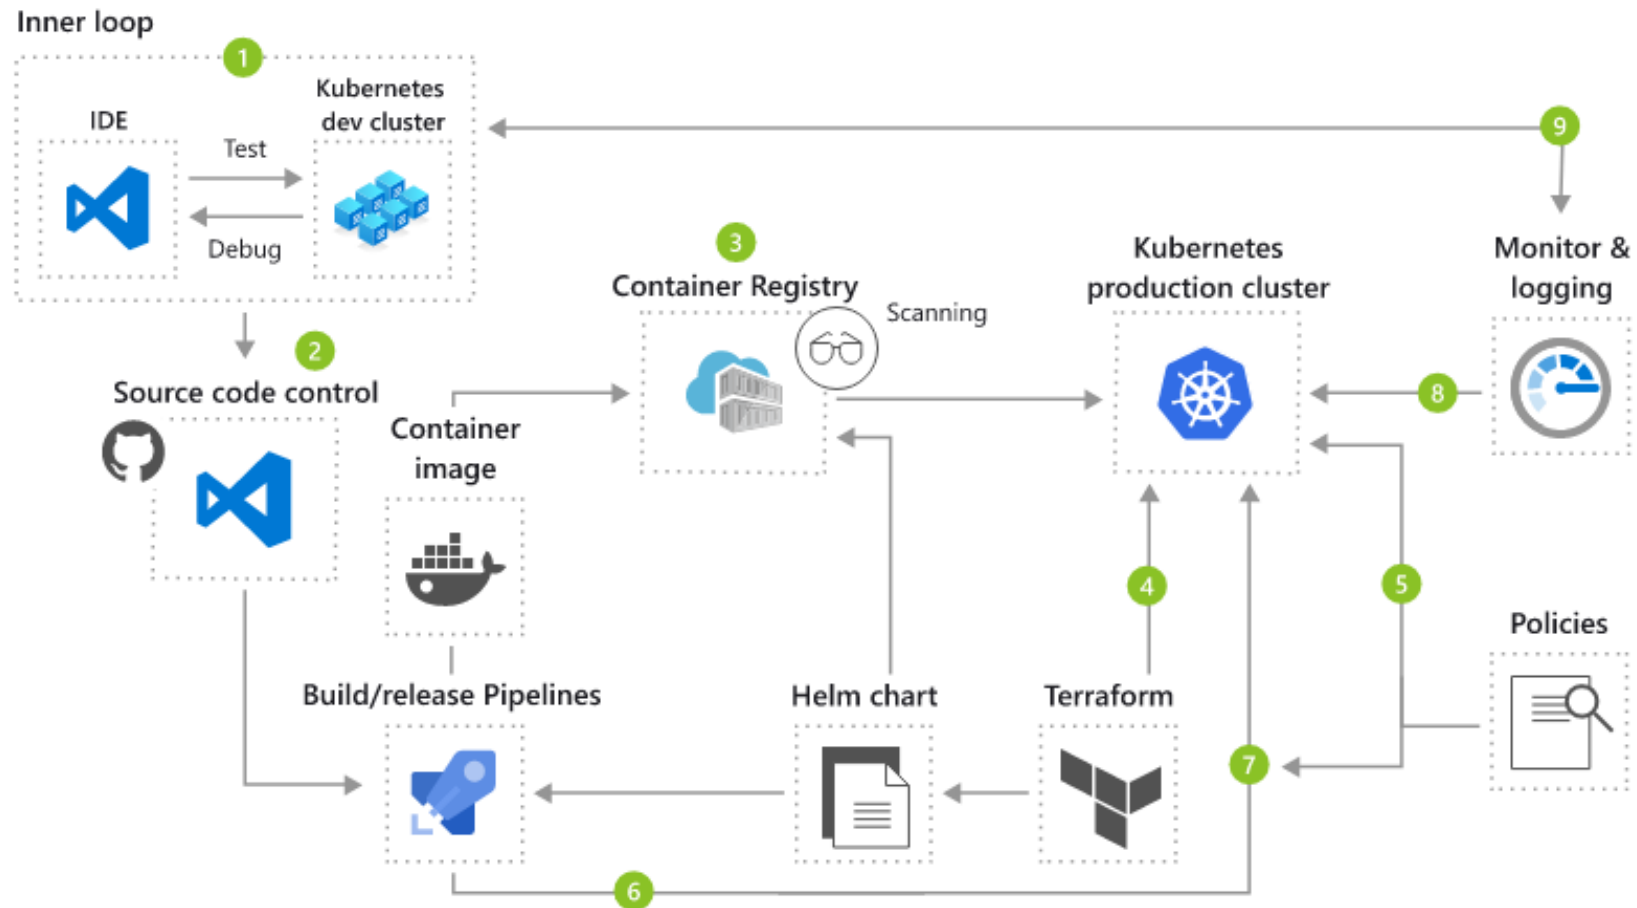 Inner loop
1
IDE
Kubernetes
dev cluster
Test
Debug
9
2
Source code control
3
Container Registry
Scanning
Kubernetes
production cluster
Monitor &
logging
8
Container
image
4
5
Policies
Build/release Pipelines
Helm chart
Terraform
7
6